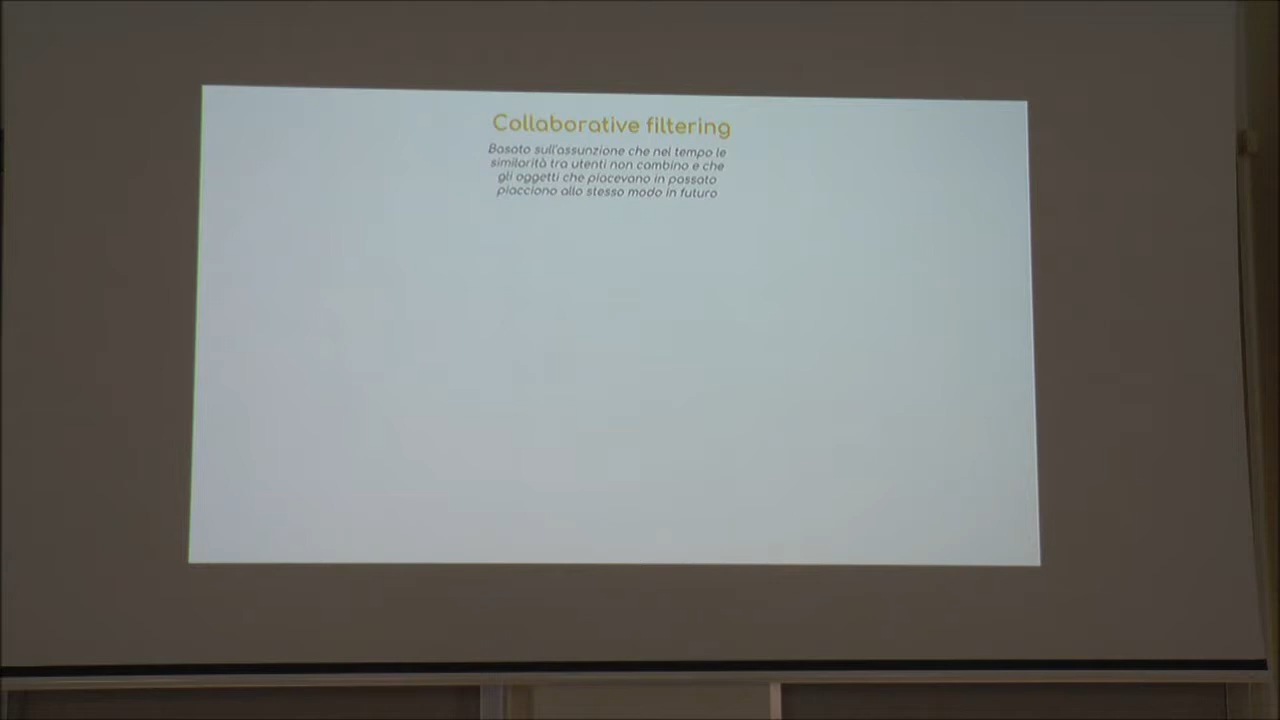 Collaborative filtering
Basato sull'assunzione che nel tempo le
similarità tra utenti non cambino e che
gli oggetti che piacevano in passato
piacciono allo stesso modo in futuro